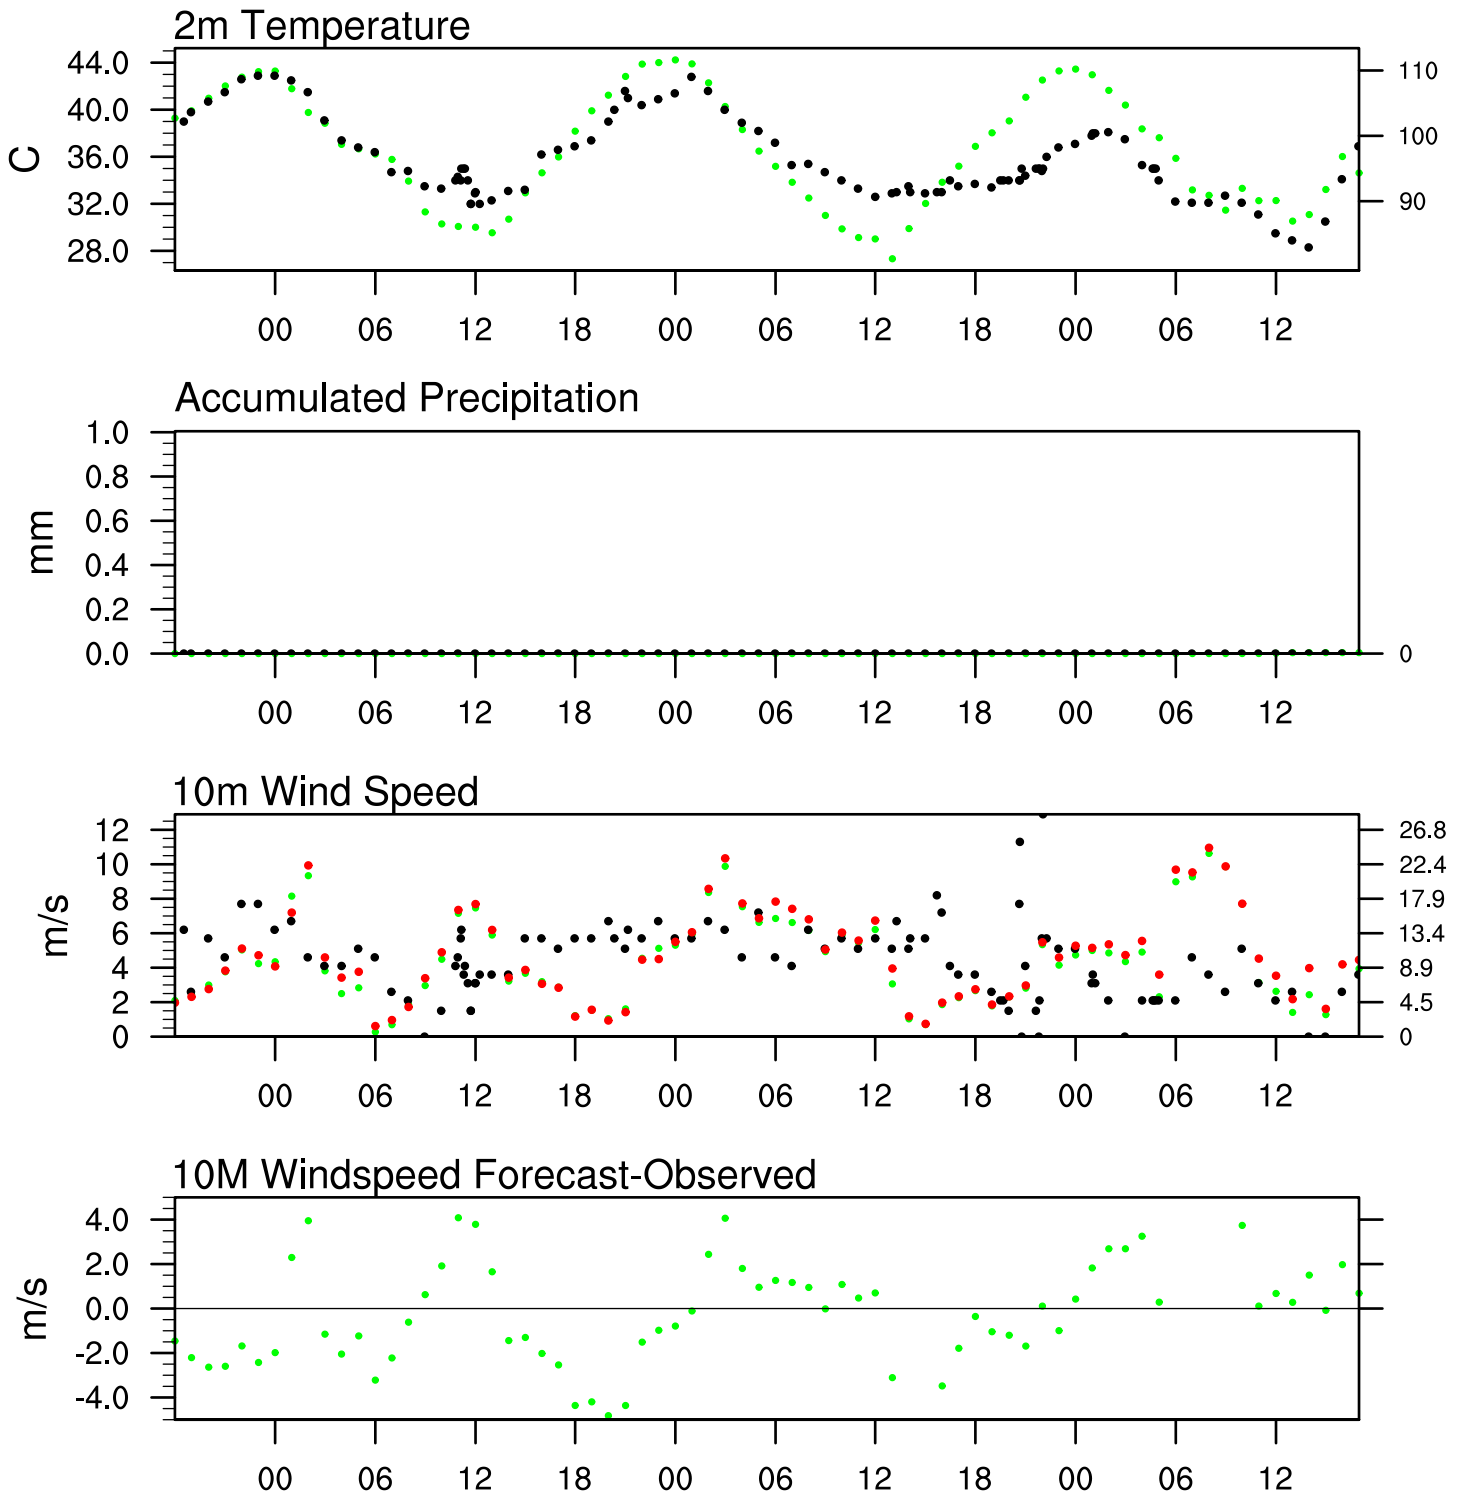 2m Temperature
44.0
40.0
36.0
32.0
28.0
C
110
100
90
00 06 12 18 00 06 12 18 00 06 12
Accumulated Precipitation
1.0
0.8
0.6
0.4
0.2
0.0
mm
0
00 06 12 18 00 06 12 18 00 06 12
10m Wind Speed
12
10
8
6
4
2
0
m/s
26.8
22.4
17.9
13.4
8.9
4.5
0
00 06 12 18 00 06 12 18 00 06 12
10M Windspeed Forecast-Observed
4.0
2.0
0.0
-2.0
-4.0
m/s
00 06 12 18 00 06 12 18 00 06 12